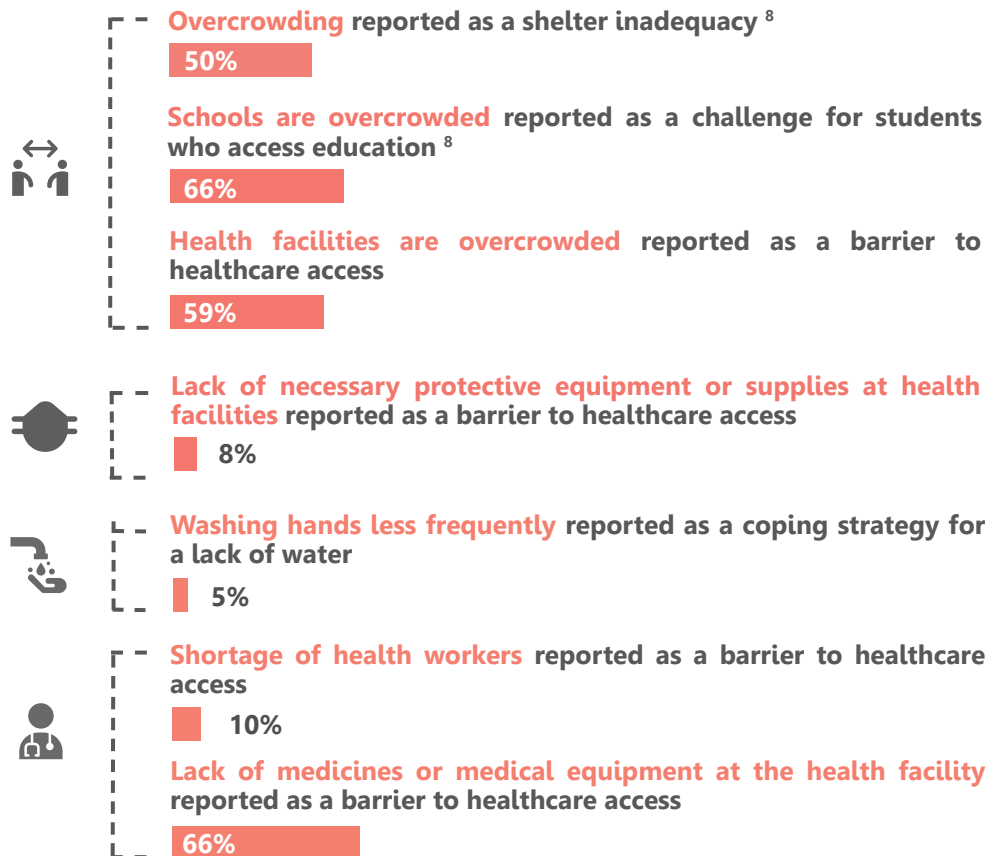 Overcrowding reported as a shelter inadequacy 8
50%
Schools are overcrowded reported as a challenge for students
who access education 8
66%
Health facilities are overcrowded reported as a barrier to
healthcare access
59%
Lack of necessary protective equipment or supplies at health
facilities reported as a barrier to healthcare access
8%
Washing hands less frequently reported as a coping strategy for
a lack of water
5%
Shortage of health workers reported as a barrier to healthcare
access
10%
Lack of medicines or medical equipment at the health facility
reported as a barrier to healthcare access
66%